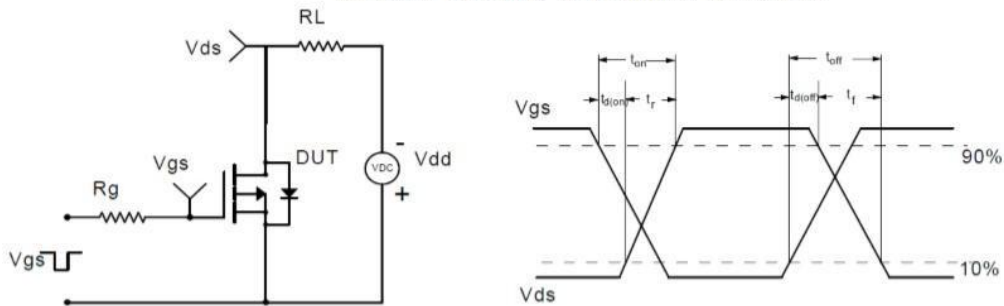 RL
Vds
Vgs
DUT
VDC
-
Vdd
+
Rg
Vgs
ton
toff
td(on)
tr
td(off)
tf
Vgs
90%
10%
Vds